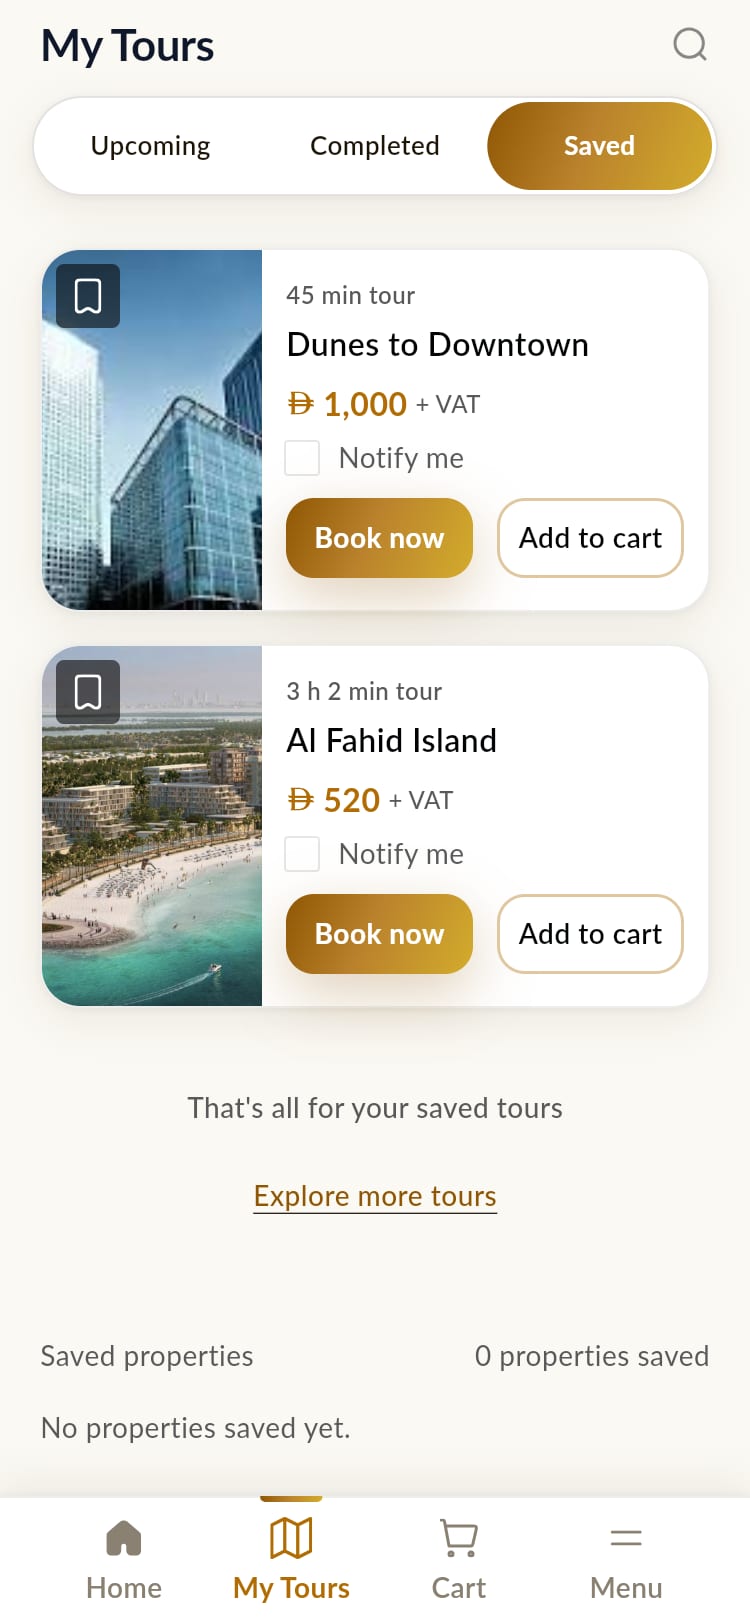 My Tours
Upcoming
Completed
Saved
45 min tour
Dunes to Downtown
1,000 + VAT
Notify me
Book now
Add to cart
3 h 2 min tour
Al Fahid Island
520 + VAT
Notify me
Book now
Add to cart
That's all for your saved tours
Explore more tours
Saved properties
0 properties saved
No properties saved yet.
Home
My Tours
Cart
Menu